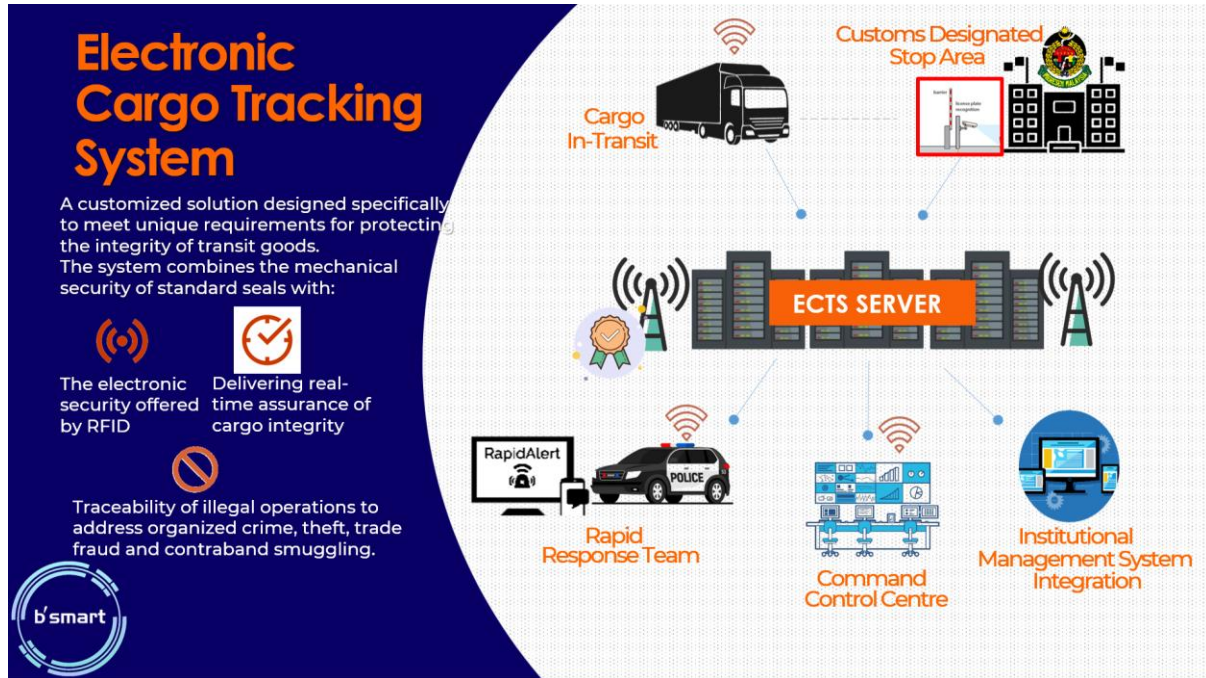 Electronic
Cargo Tracking
System
A customized solution designed specifically
to meet unique requirements for protecting
the integrity of transit goods.
The system combines the mechanical
security of standard seals with:
The electronic
security offered
by RFID
Delivering real-
time assurance of
cargo integrity
Traceability of illegal operations to
address organized crime, theft, trade
fraud and contraband smuggling.
b'smart
Cargo
In-Transit
Customs Designated
Stop Area
barrier
license plate
recognition
ECTS SERVER
RapidAlert
POLICE
Rapid
Response Team
Command
Control Centre
Institutional
Management System
Integration